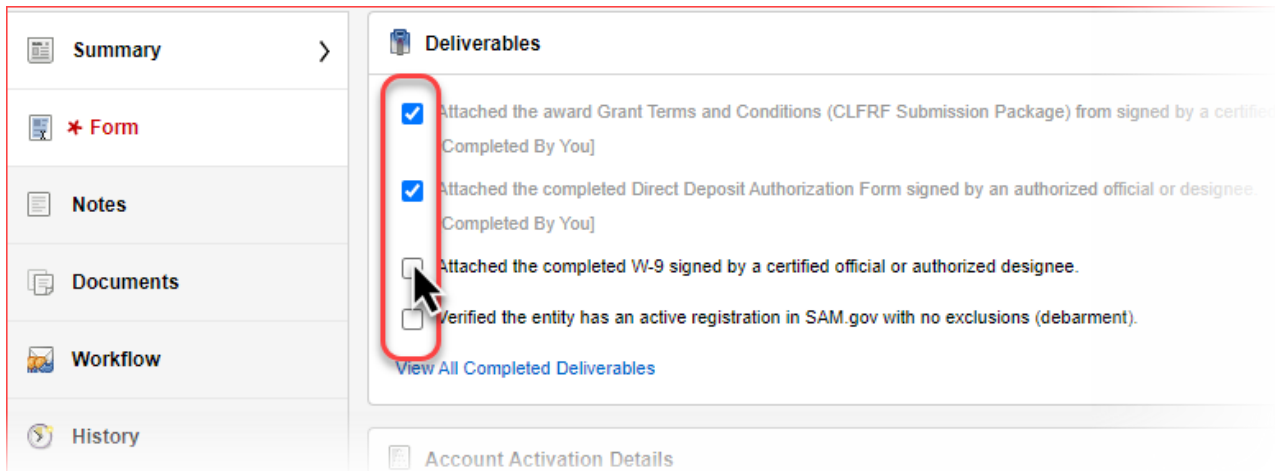 Summary
Form
Notes
Documents
Workflow
History
Deliverables
Attached the award Grant Terms and Conditions (CLFRF Submission Package) from signed by a certified
[Completed By You]
Attached the completed Direct Deposit Authorization Form signed by an authorized official or designee.
[Completed By You]
Attached the completed W-9 signed by a certified official or authorized designee.
Verified the entity has an active registration in SAM.gov with no exclusions (debarment).
View All Completed Deliverables
Account Activation Details